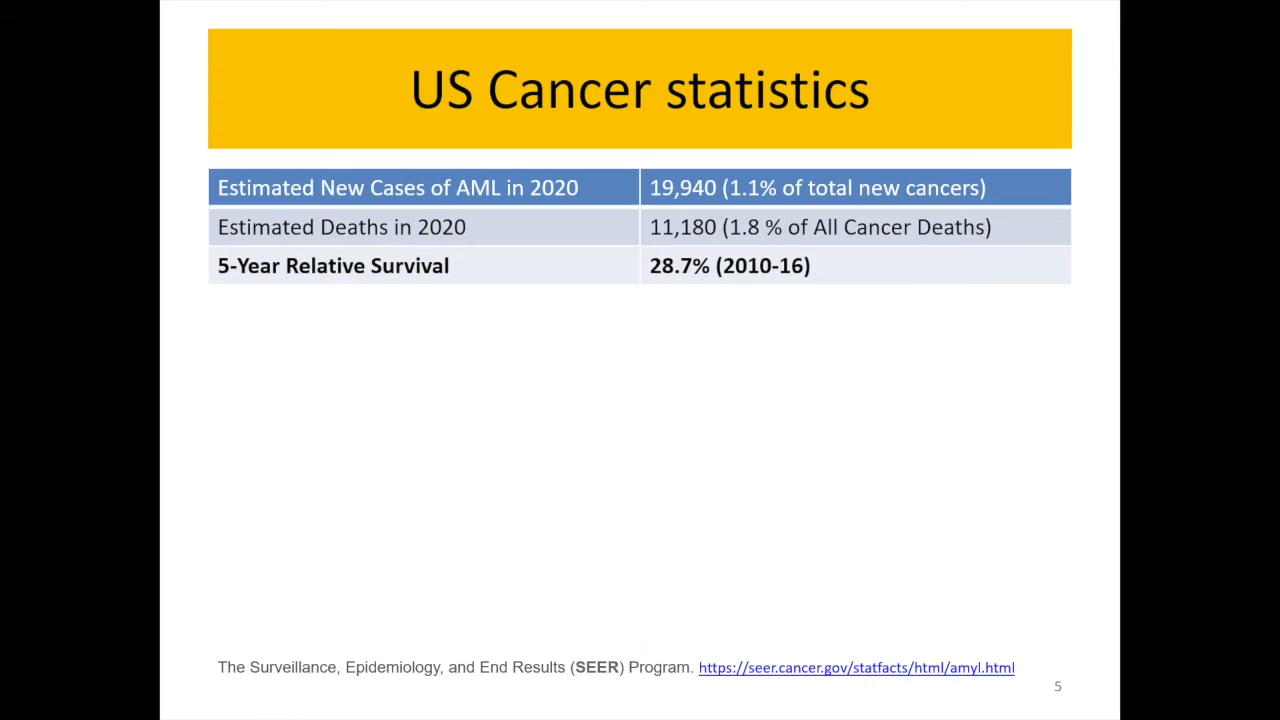 US Cancer statistics
Estimated New Cases of AML in 2020 19,940 (1.1% of total new cancers)
Estimated Deaths in 2020 11,180 (1.8 % of All Cancer Deaths)
5-Year Relative Survival 28.7% (2010-16)
The Surveillance, Epidemiology, and End Results (SEER) Program. https://seer.cancer.gov/statfacts/html/amyl.html
5